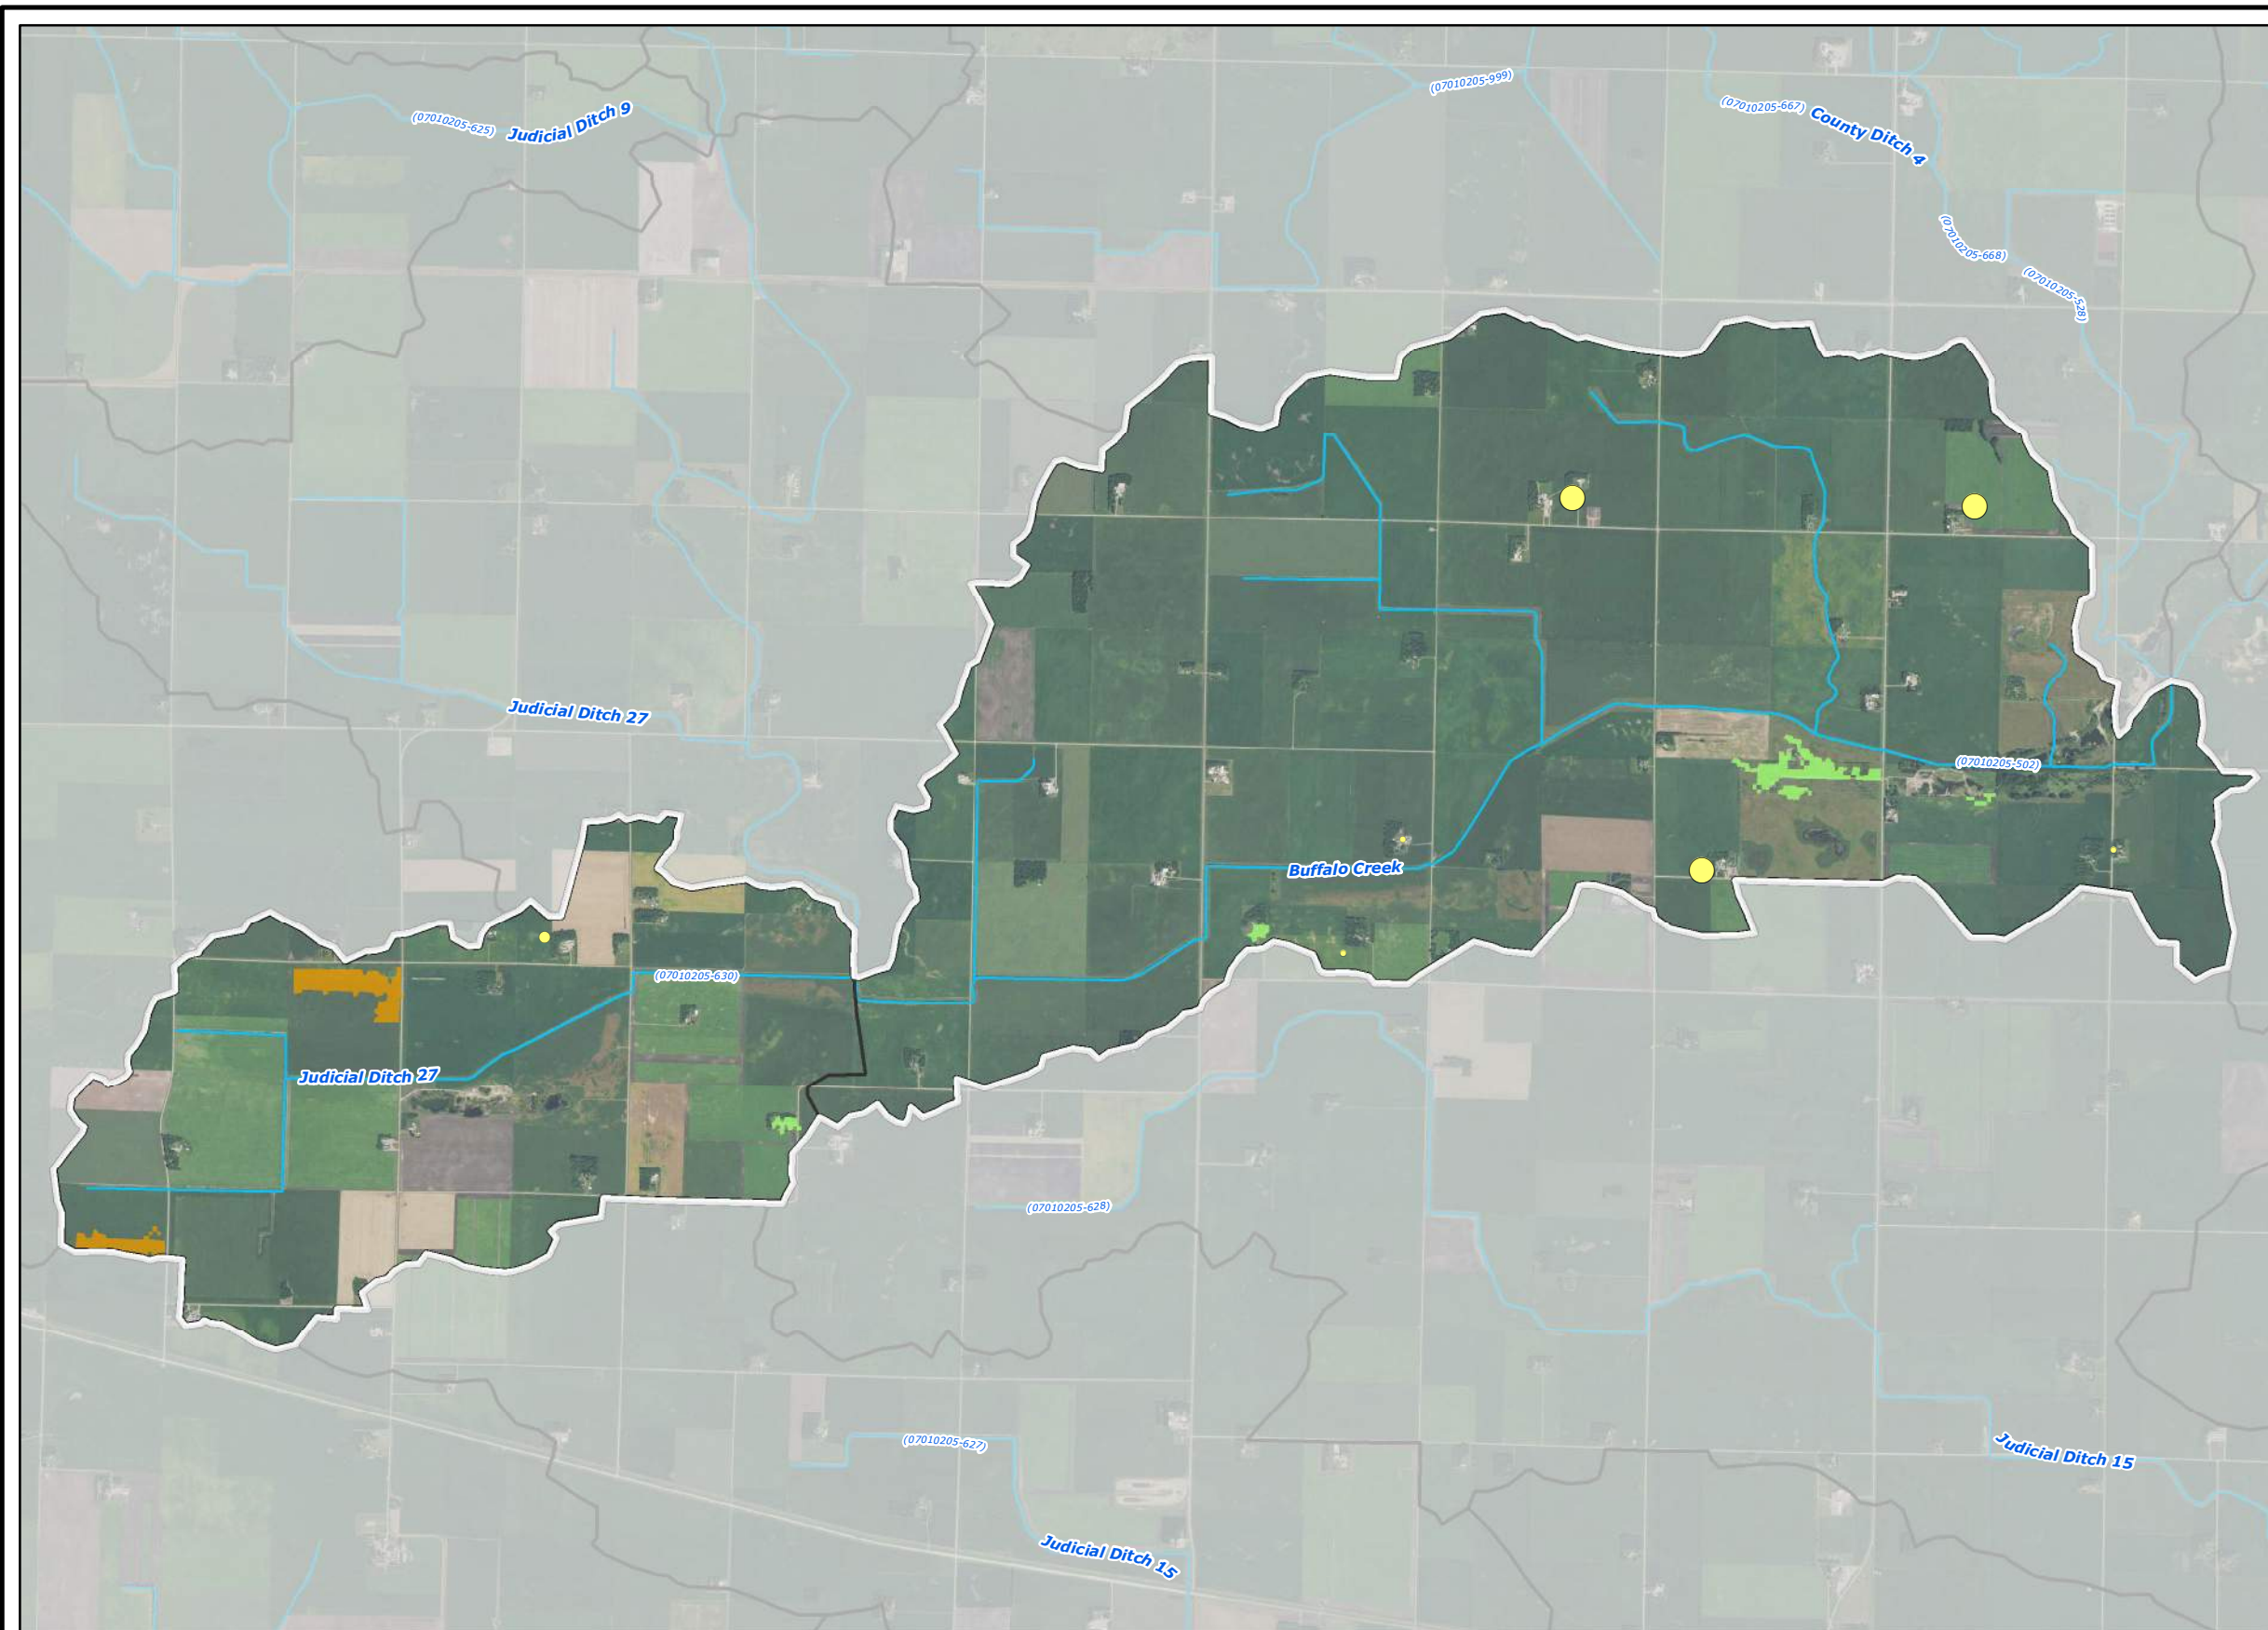 (07010205-999)
(07010205-625) Judicial Ditch 9
(07010205-667) County Ditch 4
(07010205-668)
(07010205-528)
Judicial Ditch 27
(07010205-502)
Buffalo Creek
(07010205-630)
Judicial Ditch 27
(07010205-628)
(07010205-627)
Judicial Ditch 15
Judicial Ditch 15